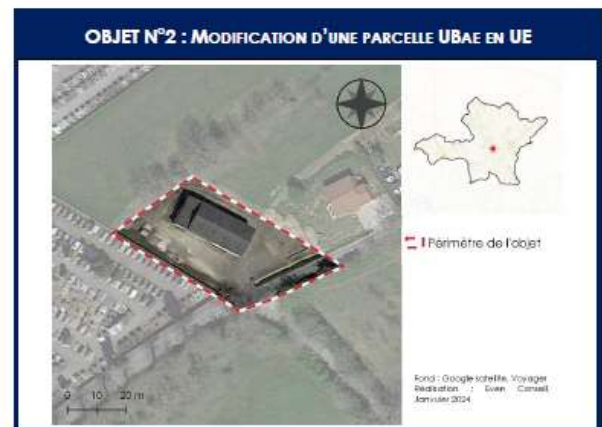 OBJET N°2 : MODIFICATION D'UNE PARCELLE UBAE EN UE
Périmètre de l'objet
Fond : Google satellite, Voyager
Réalisation : Even Conseil,
Janvier 2024
0 10 20 m